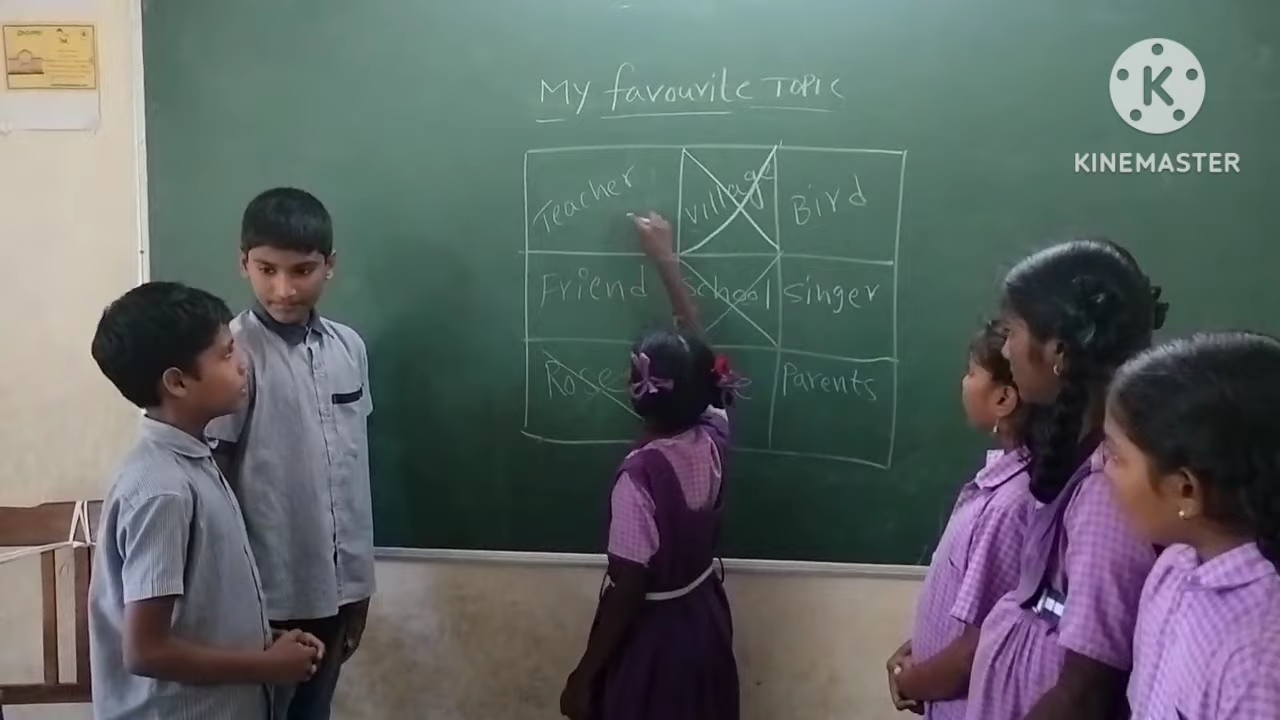 My favourite TOPIC
Teacher village Bird
Friend school singer
Rose Parents
K
KINEMASTER